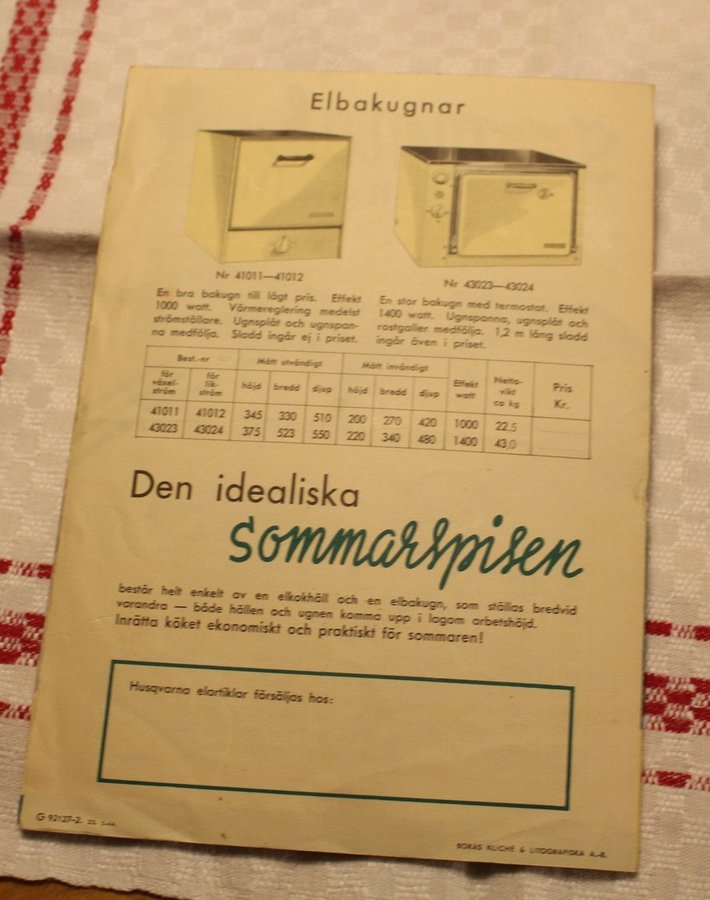 Elbakugnar
Nr 41011—41012
En bra bakugn till lågt pris. Effekt
1000 watt. Värmereglering medelst
strömställare. Ugnsplåt och ugnspan-
na medfölja. Sladd ingår ej i priset.
Nr 43023—43024
En stor bakugn med termostat. Effekt
1400 watt. Ugnspanna, ugnsplåt och
rostgaller medfölja. 1,2 m lång sladd
ingår även i priset.
Best.-nr Mått utvändigt Mått invändigt Effekt watt Netto-vikt ca kg Pris Kr.
för växel-ström för lik-ström höjd bredd djup höjd bredd djup
41011 41012 345 330 510 200 270 420 1000 22,5
43023 43024 375 523 550 220 340 480 1400 43,0
Den idealiska
Sommarspisen
består helt enkelt av en elkokhäll och en elbakugn, som ställas bredvid
varandra — både hällen och ugnen komma upp i lagom arbetshöjd.
Inrätta köket ekonomiskt och praktiskt för sommaren!
Husqvarna elartiklar försäljas hos:
G 92127-2.
BORÅS KLICHÉ & LITOGRAFISKA A.-B.